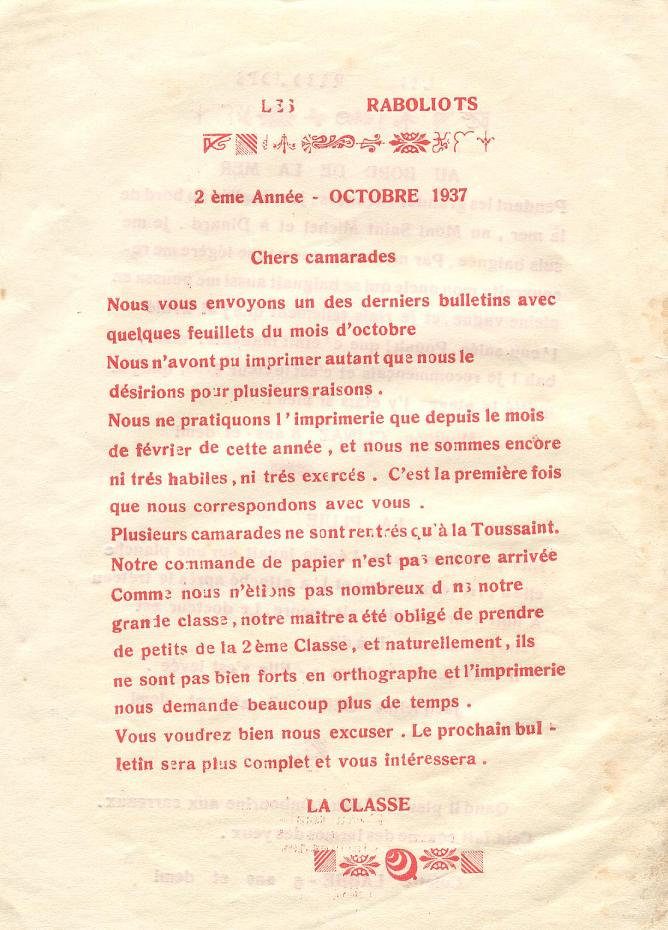 LES RABOLIOTS
2 ème Année - OCTOBRE 1937
Chers camarades
Nous vous envoyons un des derniers bulletins avec
quelques feuillets du mois d'octobre
Nous n'avont pu imprimer autant que nous le
désirions pour plusieurs raisons .
Nous ne pratiquons l' imprimerie que depuis le mois
de février de cette année , et nous ne sommes encore
ni trés habiles , ni trés exercés . C'est la première fois
que nous correspondons avec vous .
Plusieurs camarades ne sont rentrés qu'à la Toussaint.
Notre commande de papier n'est pas encore arrivée
Comme nous n'ètions pas nombreux dans notre
grande classe , notre maitre a été obligé de prendre
de petits de la 2 ème Classe , et naturellement , ils
ne sont pas bien forts en orthographe et l'imprimerie
nous demande beaucoup plus de temps .
Vous voudrez bien nous excuser . Le prochain bul -
letin sera plus complet et vous intéressera .
LA CLASSE